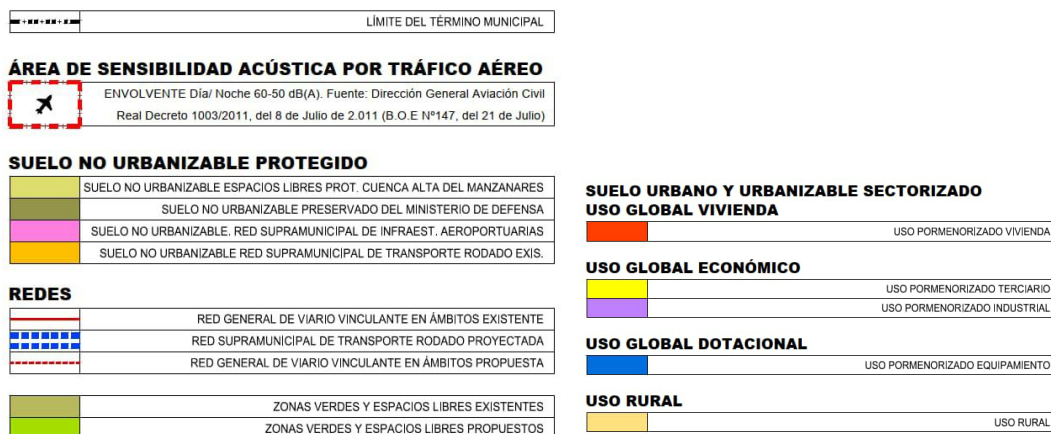 LÍMITE DEL TÉRMINO MUNICIPAL
ÁREA DE SENSIBILIDAD ACÚSTICA POR TRÁFICO AÉREO
ENVOLVENTE Día/ Noche 60-50 dB(A). Fuente: Dirección General Aviación Civil
Real Decreto 1003/2011, del 8 de Julio de 2.011 (B.O.E Nº147, del 21 de Julio)
SUELO NO URBANIZABLE PROTEGIDO
SUELO NO URBANIZABLE ESPACIOS LIBRES PROT. CUENCA ALTA DEL MANZANARES
SUELO NO URBANIZABLE PRESERVADO DEL MINISTERIO DE DEFENSA
SUELO NO URBANIZABLE. RED SUPRAMUNICIPAL DE INFRAEST. AEROPORTUARIAS
SUELO NO URBANIZABLE RED SUPRAMUNICIPAL DE TRANSPORTE RODADO EXIS.
REDES
RED GENERAL DE VIARIO VINCULANTE EN ÁMBITOS EXISTENTE
RED SUPRAMUNICIPAL DE TRANSPORTE RODADO PROYECTADA
RED GENERAL DE VIARIO VINCULANTE EN ÁMBITOS PROPUESTA
ZONAS VERDES Y ESPACIOS LIBRES EXISTENTES
ZONAS VERDES Y ESPACIOS LIBRES PROPUESTOS
SUELO URBANO Y URBANIZABLE SECTORIZADO
USO GLOBAL VIVIENDA
USO PORMENORIZADO VIVIENDA
USO GLOBAL ECONÓMICO
USO PORMENORIZADO TERCIARIO
USO PORMENORIZADO INDUSTRIAL
USO GLOBAL DOTACIONAL
USO PORMENORIZADO EQUIPAMIENTO
USO RURAL
USO RURAL